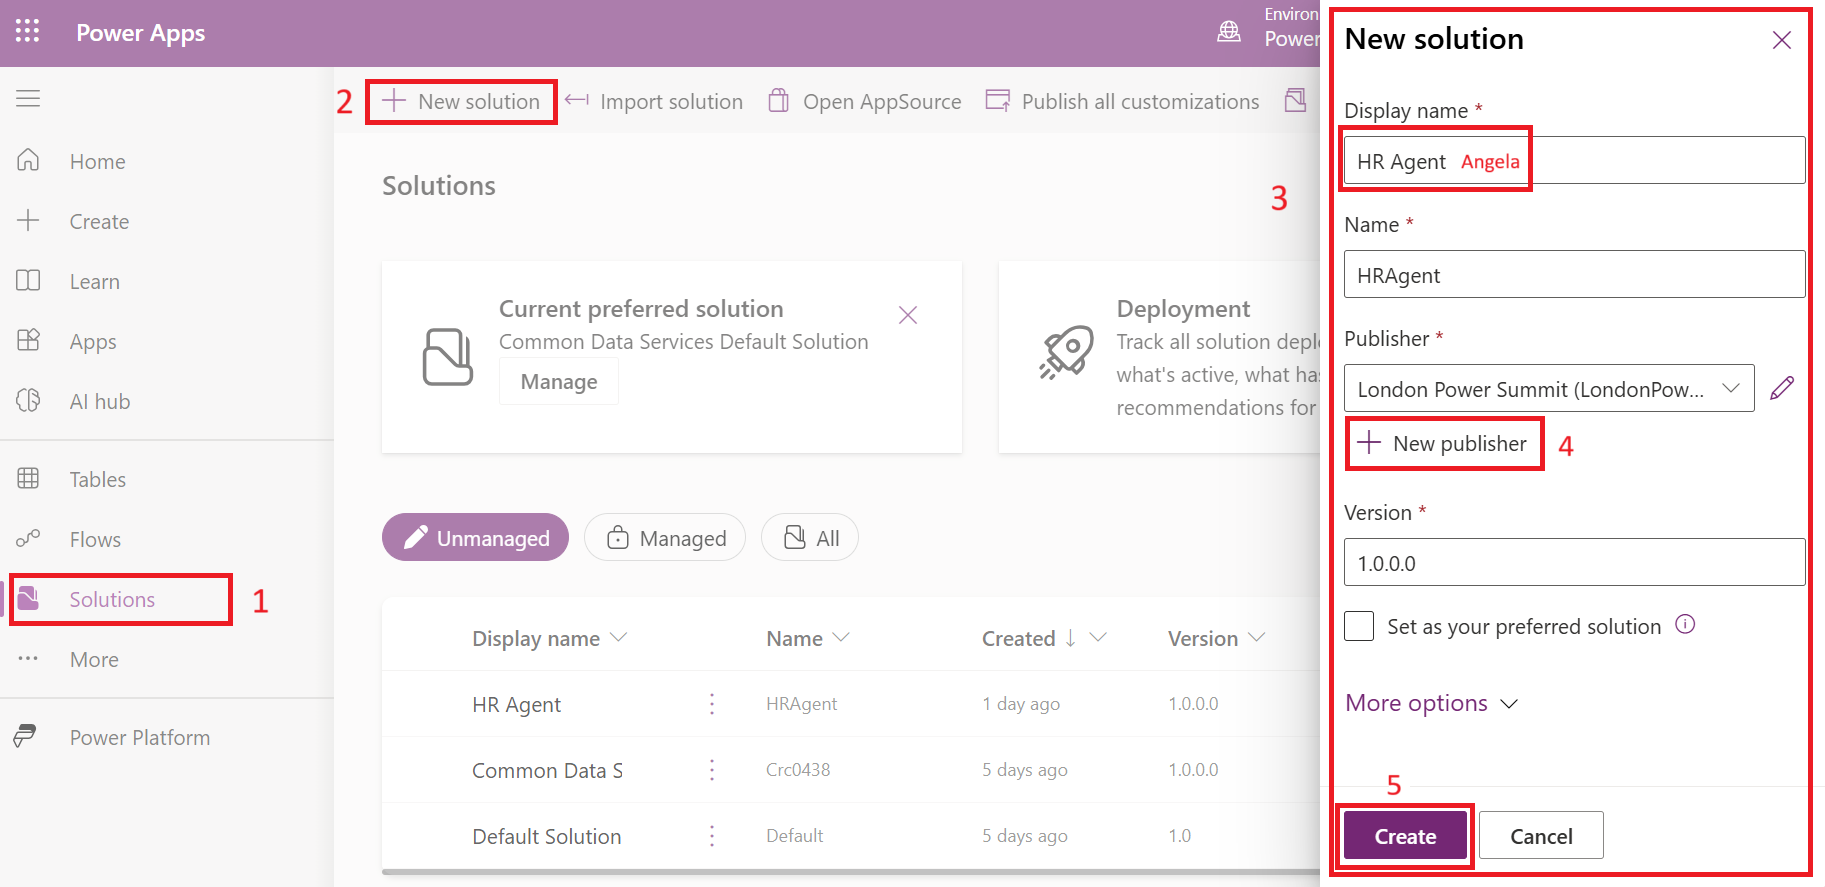 Power Apps
Environ
Power
Home
Create
Learn
Apps
AI hub
Tables
Flows
Solutions
1
More
Power Platform
2
New solution
Import solution
Open AppSource
Publish all customizations
Solutions
3
Current preferred solution
Common Data Services Default Solution
Manage
Deployment
Track all solution deplo
what's active, what has
recommendations for
Unmanaged
Managed
All
Display name
Name
Created
Version
HR Agent
HRAgent
1 day ago
1.0.0.0
Common Data S
Crc0438
5 days ago
1.0.0.0
Default Solution
Default
5 days ago
1.0
New solution
Display name *
HR Agent Angela
Name *
HRAgent
Publisher *
London Power Summit (LondonPow...
New publisher
4
Version *
1.0.0.0
Set as your preferred solution
More options
5
Create
Cancel